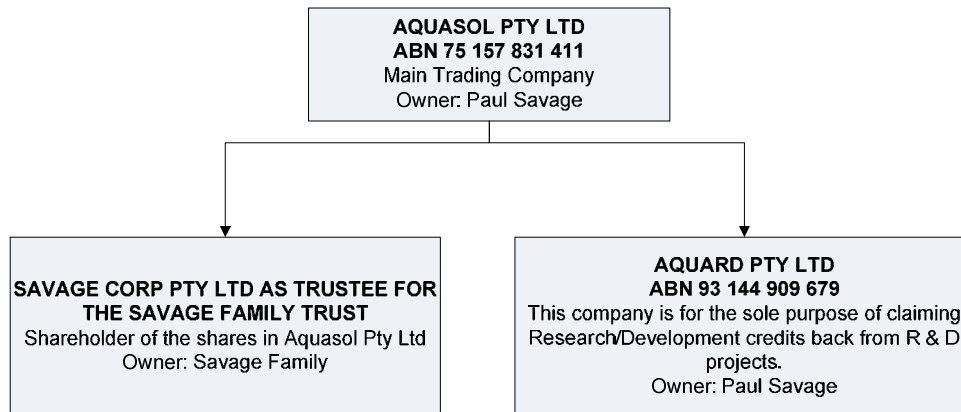 AQUASOL PTY LTD
ABN 75 157 831 411
Main Trading Company
Owner: Paul Savage
SAVAGE CORP PTY LTD AS TRUSTEE FOR
THE SAVAGE FAMILY TRUST
Shareholder of the shares in Aquasol Pty Ltd
Owner: Savage Family
AQUARD PTY LTD
ABN 93 144 909 679
This company is for the sole purpose of claiming
Research/Development credits back from R & D
projects.
Owner: Paul Savage